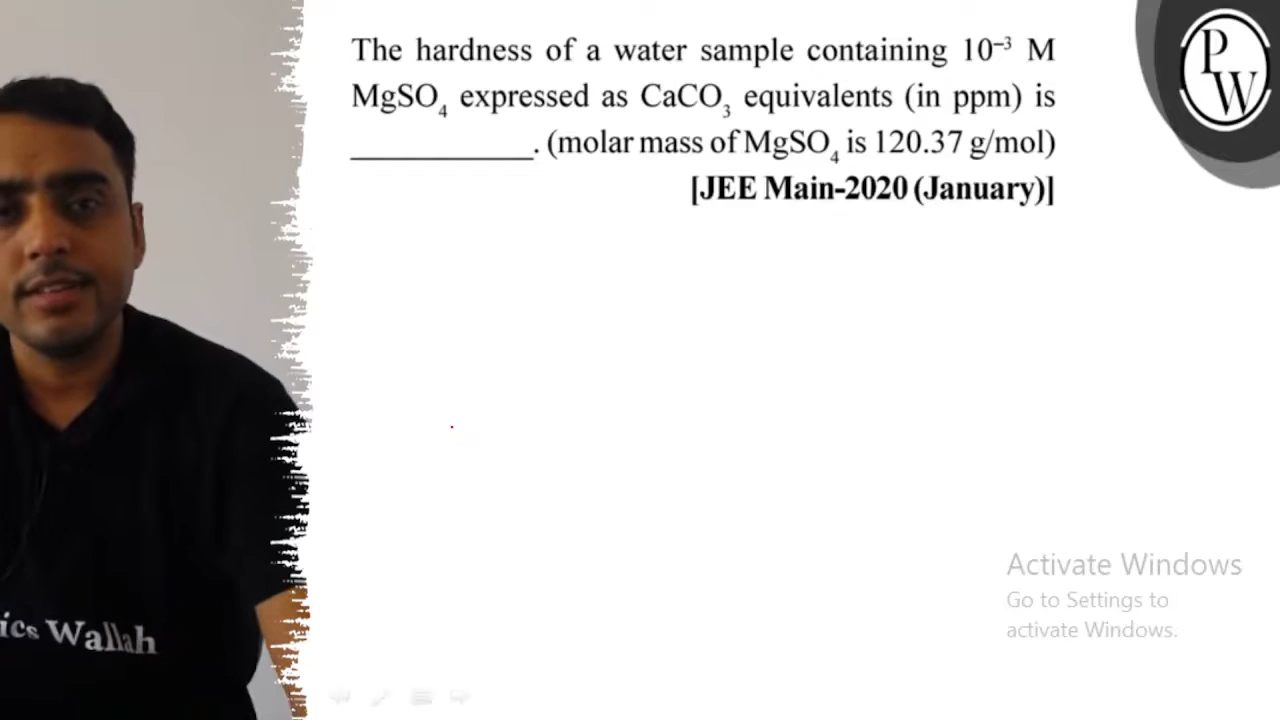 The hardness of a water sample containing 10⁻³ M
MgSO₄ expressed as CaCO₃ equivalents (in ppm) is
___________. (molar mass of MgSO₄ is 120.37 g/mol)
[JEE Main-2020 (January)]
PW
Activate Windows
Go to Settings to
activate Windows.
ics Wallah